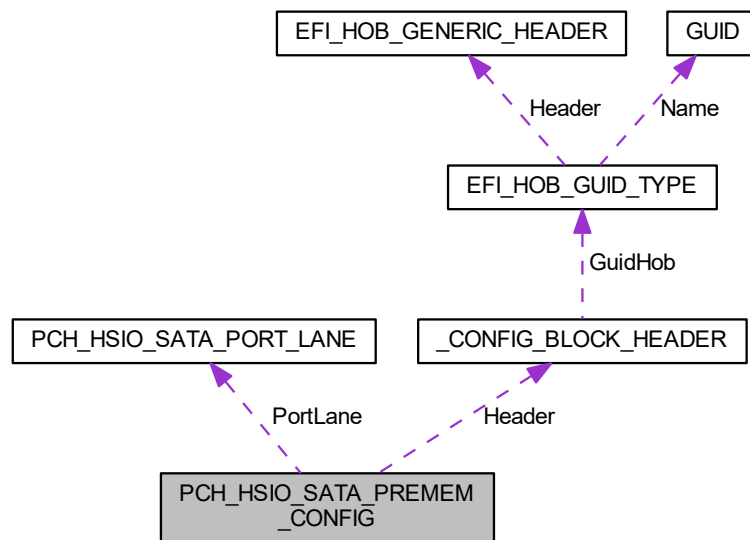 EFI_HOB_GENERIC_HEADER
GUID
Header
Name
EFI_HOB_GUID_TYPE
GuidHob
PCH_HSIO_SATA_PORT_LANE
_CONFIG_BLOCK_HEADER
PortLane
Header
PCH_HSIO_SATA_PREMEM
_CONFIG